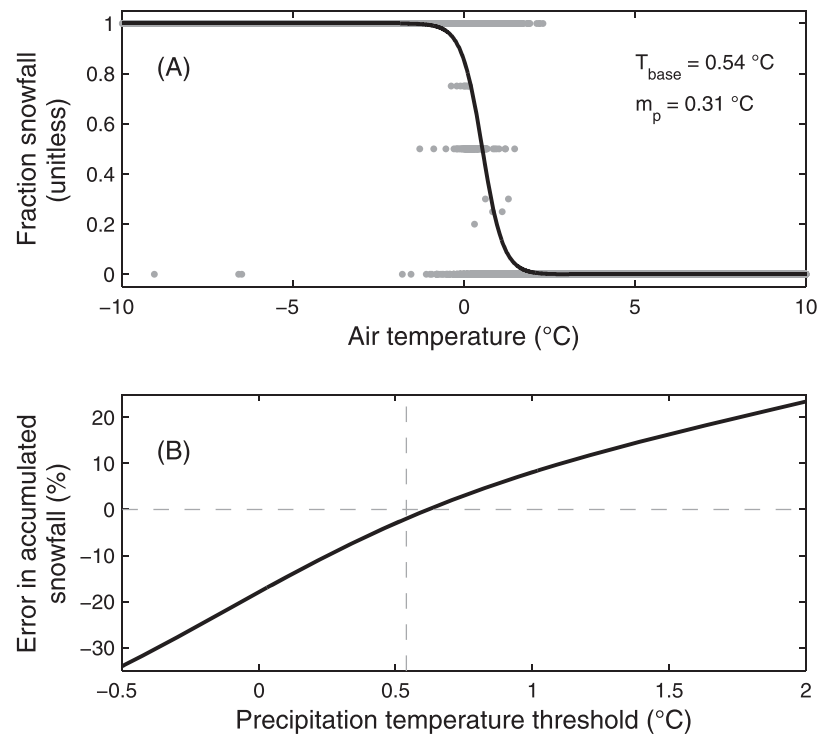 1
0.8
0.6
0.4
0.2
0
Fraction snowfall
(unitless)
(A)
T_base = 0.54 °C
m_p = 0.31 °C
−10 −5 0 5 10
Air temperature (°C)
20
10
0
−10
−20
−30
Error in accumulated
snowfall (%)
(B)
−0.5 0 0.5 1 1.5 2
Precipitation temperature threshold (°C)